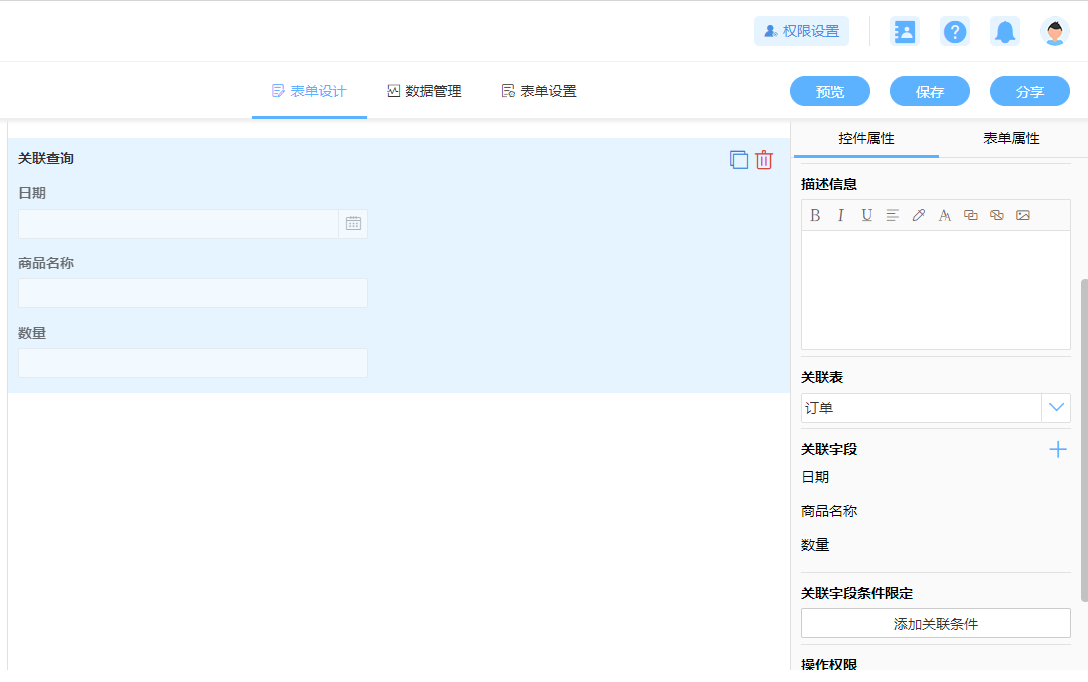 权限设置
表单设计 数据管理 表单设置 预览 保存 分享
控件属性 表单属性
关联查询
日期
商品名称
数量
描述信息
B I U
关联表
订单
关联字段
日期
商品名称
数量
关联字段条件限定
添加关联条件
操作权限